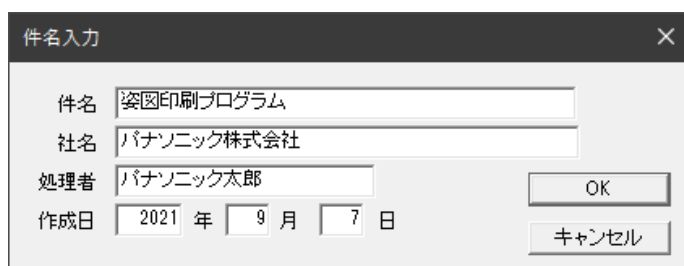 件名入力
件名 姿図印刷プログラム
社名 パナソニック株式会社
処理者 パナソニック太郎
OK
作成日 2021 年 9 月 7 日
キャンセル